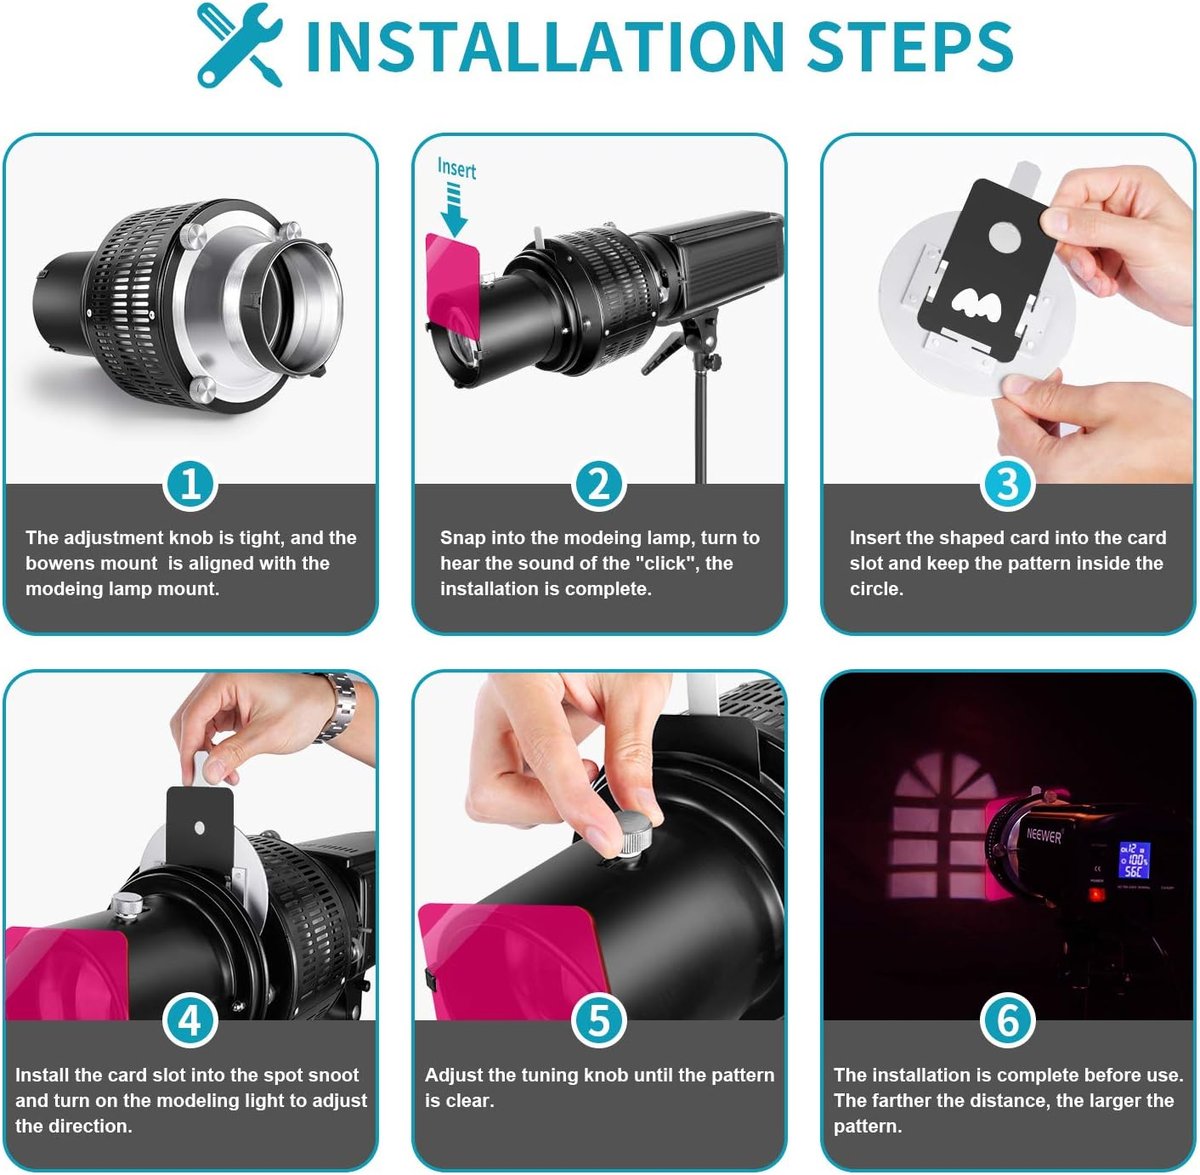 INSTALLATION STEPS
Insert
1
The adjustment knob is tight, and the
bowens mount is aligned with the
modeing lamp mount.
2
Snap into the modeing lamp, turn to
hear the sound of the "click", the
installation is complete.
3
Insert the shaped card into the card
slot and keep the pattern inside the
circle.
4
Install the card slot into the spot snoot
and turn on the modeling light to adjust
the direction.
5
Adjust the tuning knob until the pattern
is clear.
NEEWER
100%
56C
POWER
6
The installation is complete before use.
The farther the distance, the larger the
pattern.